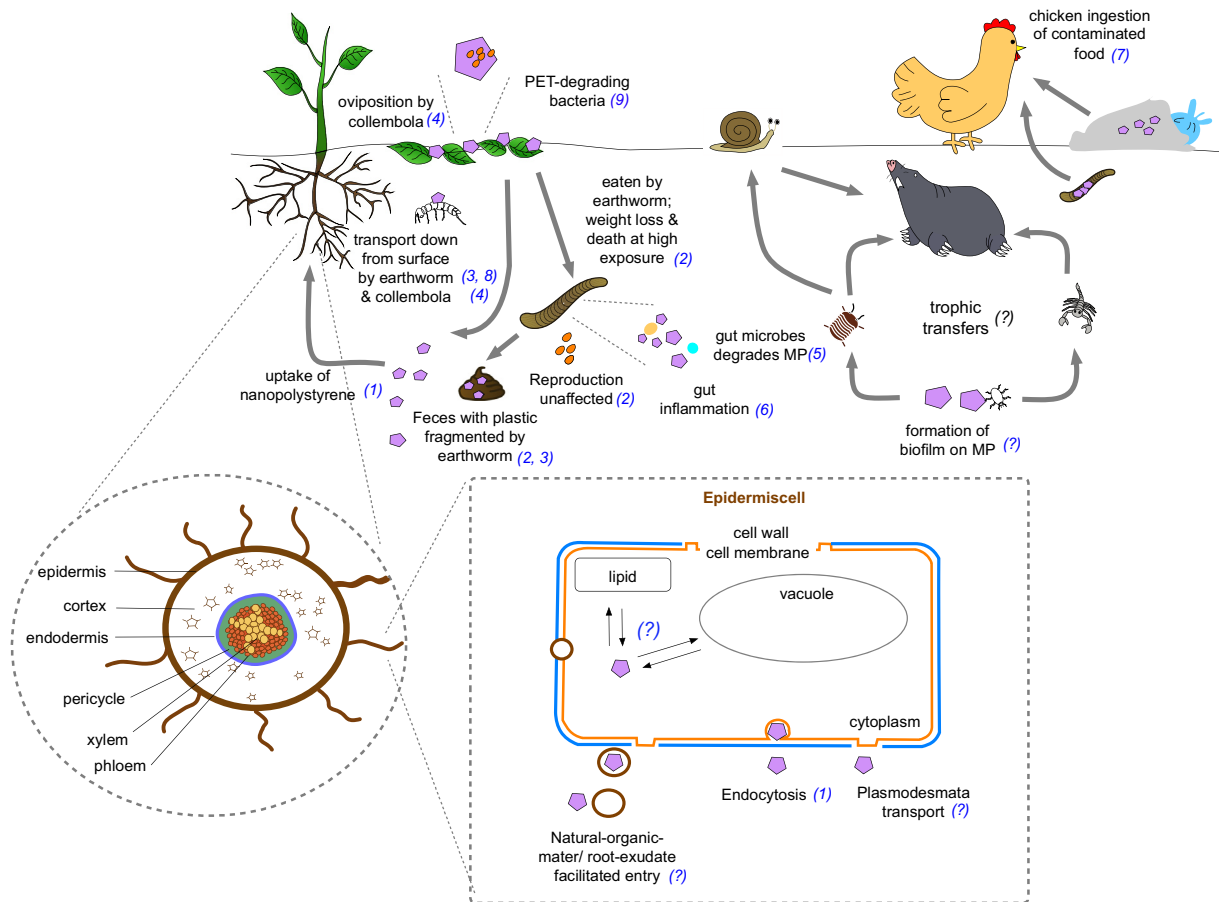 chicken ingestion
of contaminated
food (7)
PET-degrading
bacteria (9)
oviposition by
collembola (4)
eaten by
earthworm;
weight loss &
death at high
exposure (2)
transport down
from surface
by earthworm (3, 8)
& collembola (4)
trophic
transfers (?)
gut microbes
degrades MP (5)
uptake of
nanopolystyrene (1)
Reproduction
unaffected (2)
gut
inflammation (6)
Feces with plastic
fragmented by
earthworm (2, 3)
formation of
biofilm on MP (?)
epidermis
cortex
endodermis
pericycle
xylem
phloem
Epidermiscell
cell wall
cell membrane
lipid
vacuole
(?)
cytoplasm
Endocytosis (1)
Plasmodesmata
transport (?)
Natural-organic-
mater/ root-exudate
facilitated entry (?)